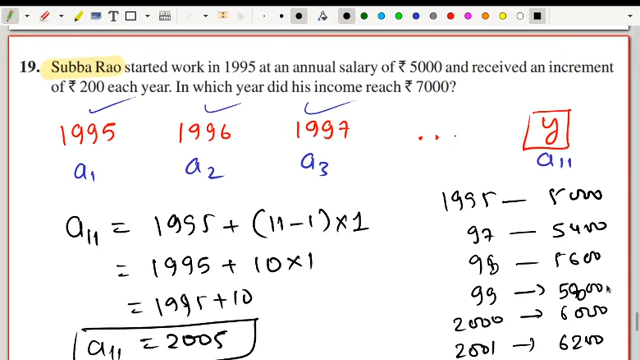 19. Subba Rao started work in 1995 at an annual salary of ₹ 5000 and received an increment
of ₹ 200 each year. In which year did his income reach ₹ 7000?
1995 1996 1997 ... y
a1 a2 a3 a11
a11 = 1995 + (11-1)×1
= 1995 + 10×1
= 1995+10
a11 = 2005
1995 — 5000
97 — 5400
98 — 5600
99 → 5800
2000 → 6000
2001 → 6200